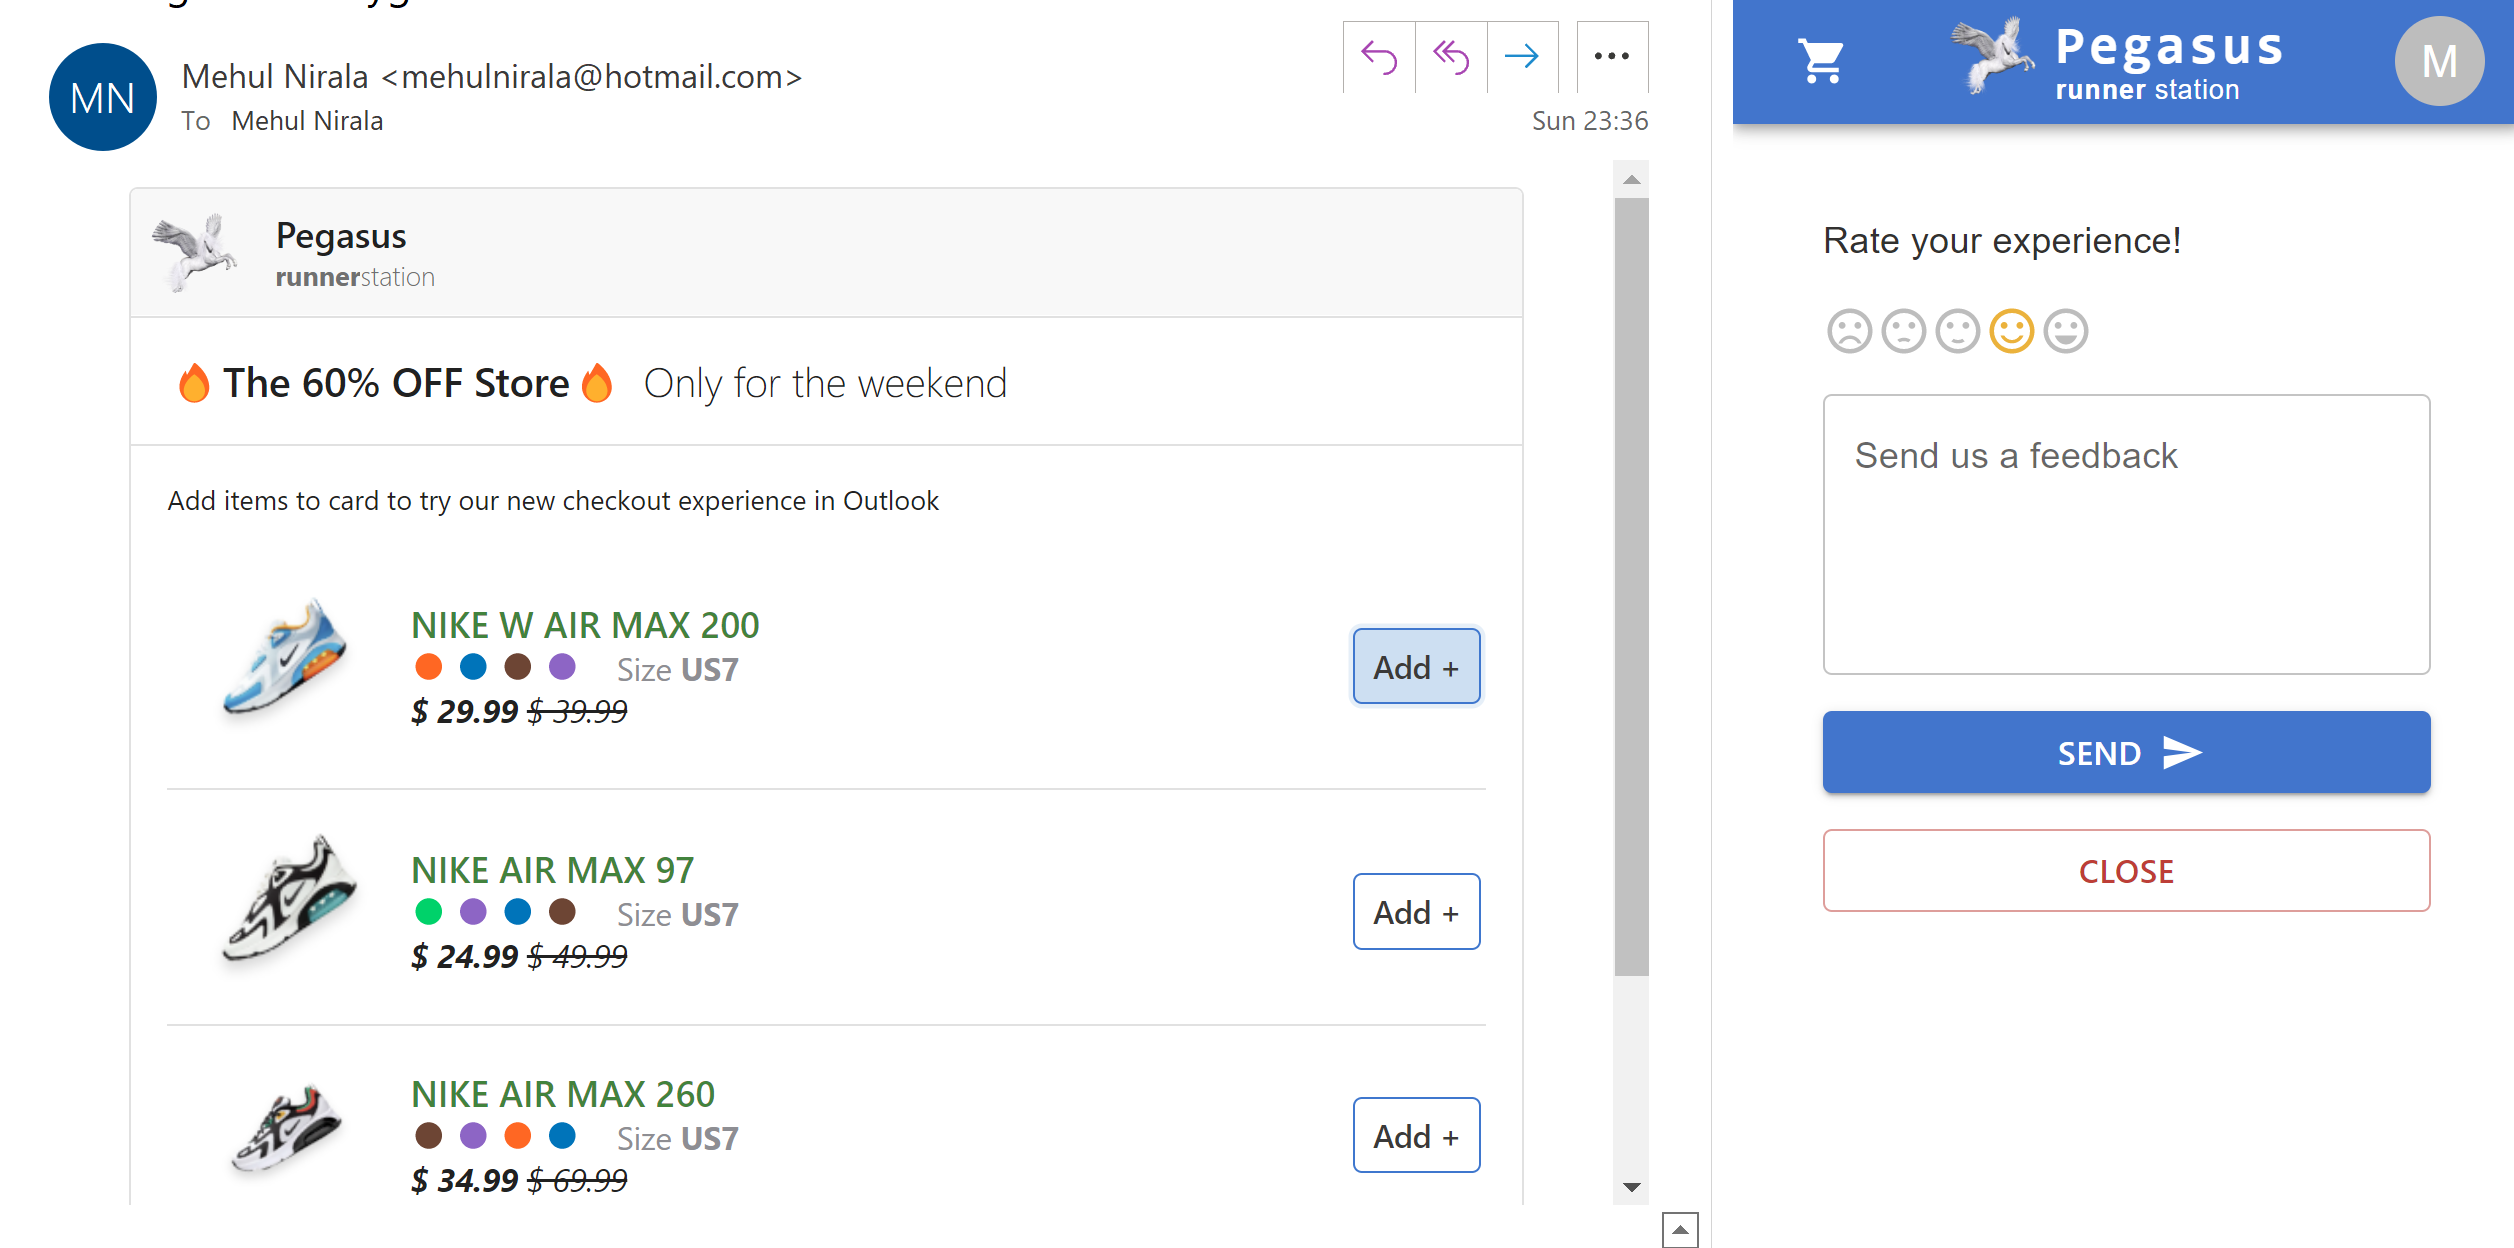 MN
Mehul Nirala <mehulnirala@hotmail.com>
To Mehul Nirala
Sun 23:36
Pegasus
runnerstation
The 60% OFF Store Only for the weekend
Add items to card to try our new checkout experience in Outlook
NIKE W AIR MAX 200
Size US7
$ 29.99 $ 39.99
Add +
NIKE AIR MAX 97
Size US7
$ 24.99 $ 49.99
Add +
NIKE AIR MAX 260
Size US7
$ 34.99 $ 69.99
Add +
Pegasus
runner station
M
Rate your experience!
Send us a feedback
SEND
CLOSE